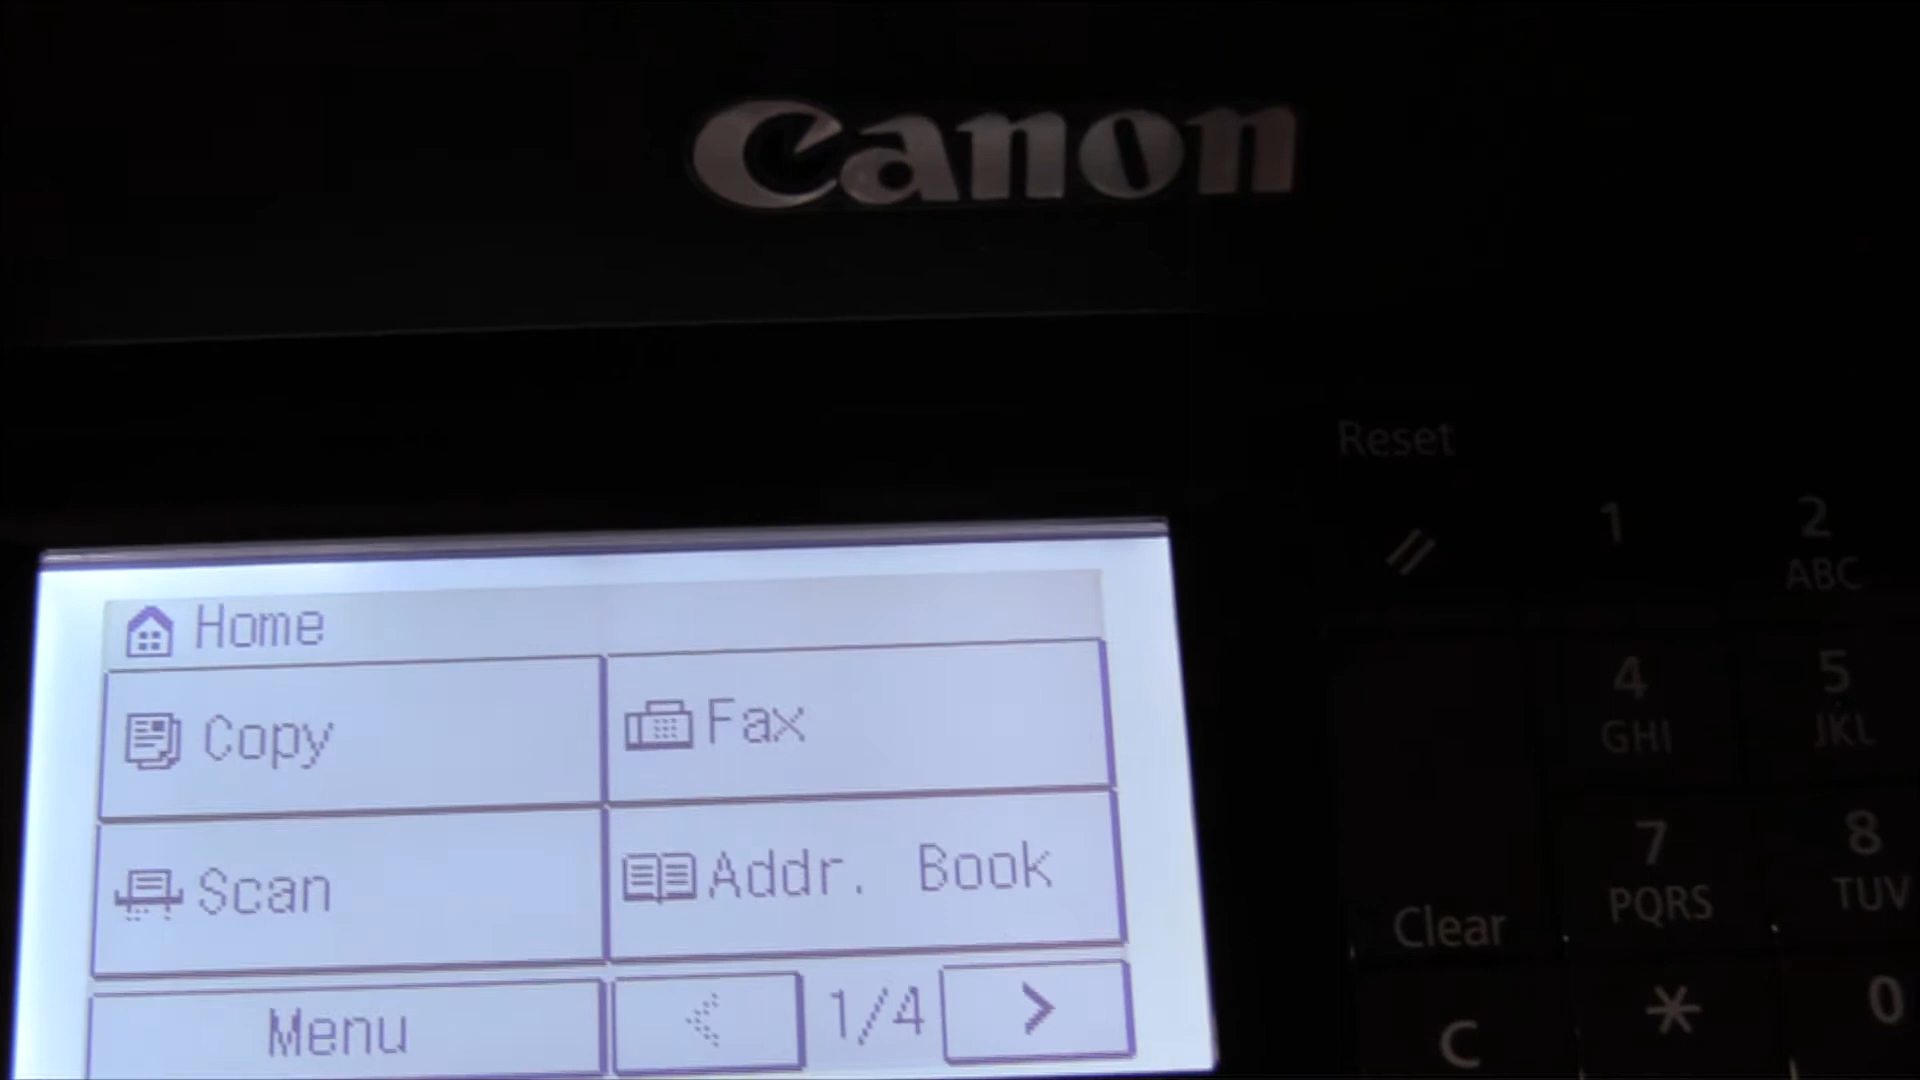 Canon
Reset
1
2
ABC
Home
Copy
Fax
4
GHI
5
JKL
Scan
Addr. Book
7
PQRS
8
TUV
Clear
Menu
1/4
C
*
0